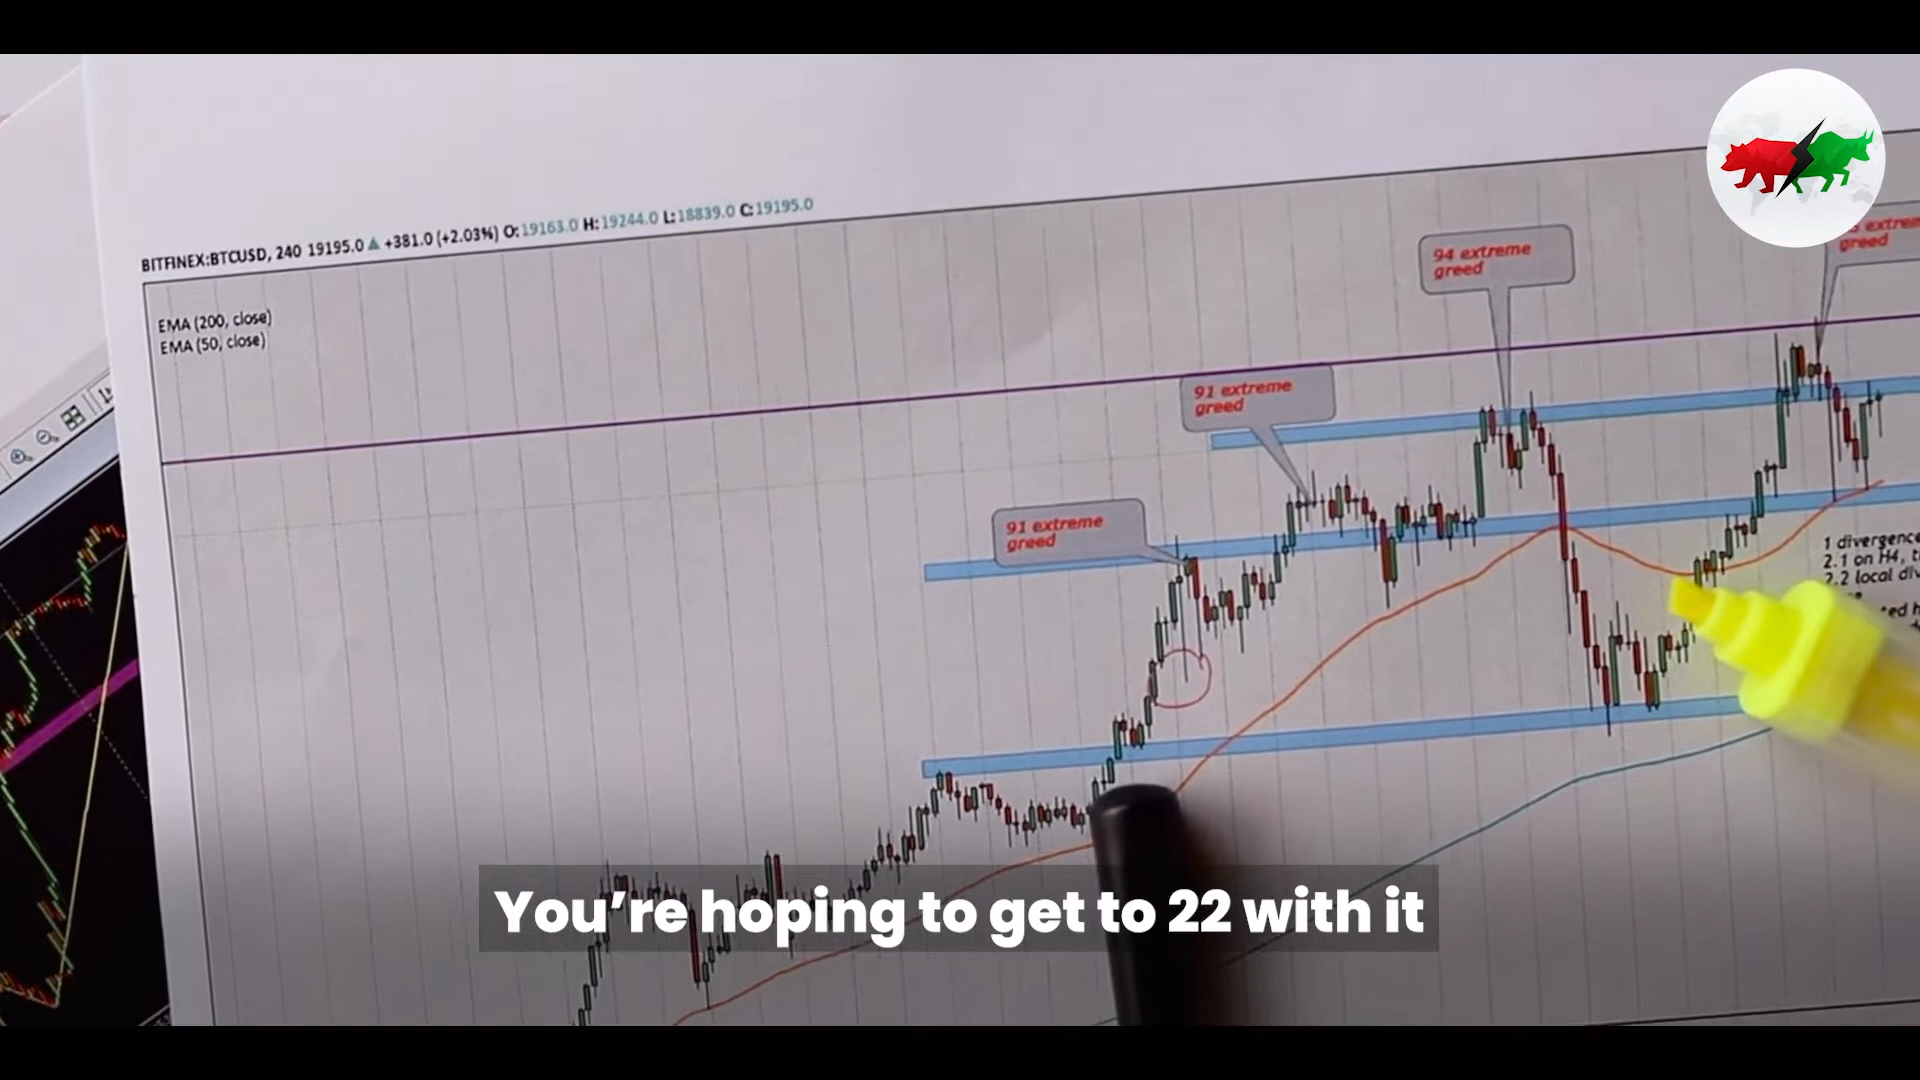 BITFINEX:BTCUSD, 240 19195.0 ▲ +381.0 (+2.03%) O:19163.0 H:19244.0 L:18839.0 C:19195.0
EMA (200, close)
EMA (50, close)
94 extreme
greed
extrem
greed
91 extreme
greed
91 extreme
greed
1 divergence
2.1 on H4, t
2.2 local div
You’re hoping to get to 22 with it